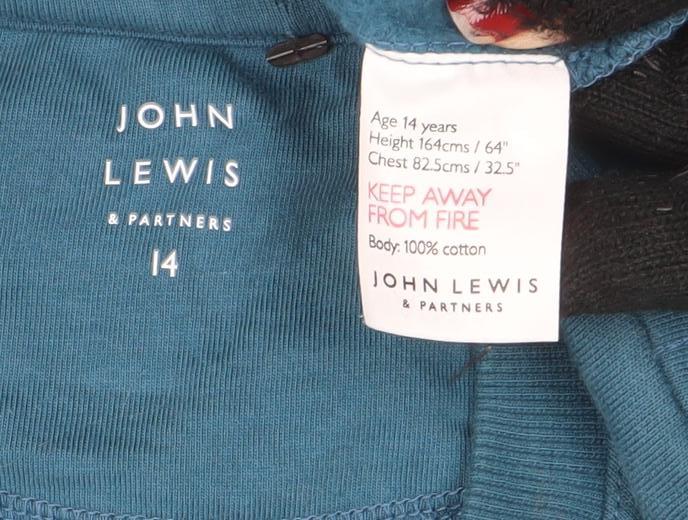 JOHN
LEWIS
& PARTNERS
14
Age 14 years
Height 164cms / 64"
Chest 82.5cms / 32.5"
KEEP AWAY
FROM FIRE
Body: 100% cotton
JOHN LEWIS
& PARTNERS